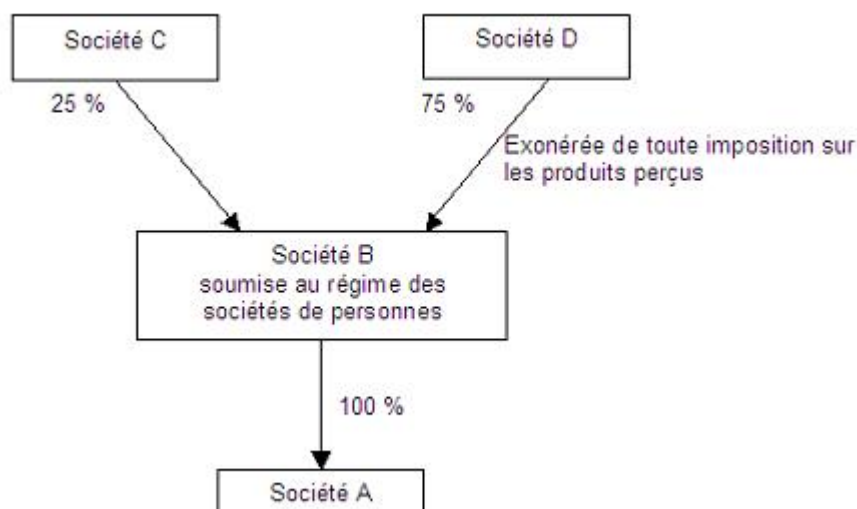 Société C
Société D
25 %
75 %
Exonérée de toute imposition sur
les produits perçus
Société B
soumise au régime des
sociétés de personnes
100 %
Société A